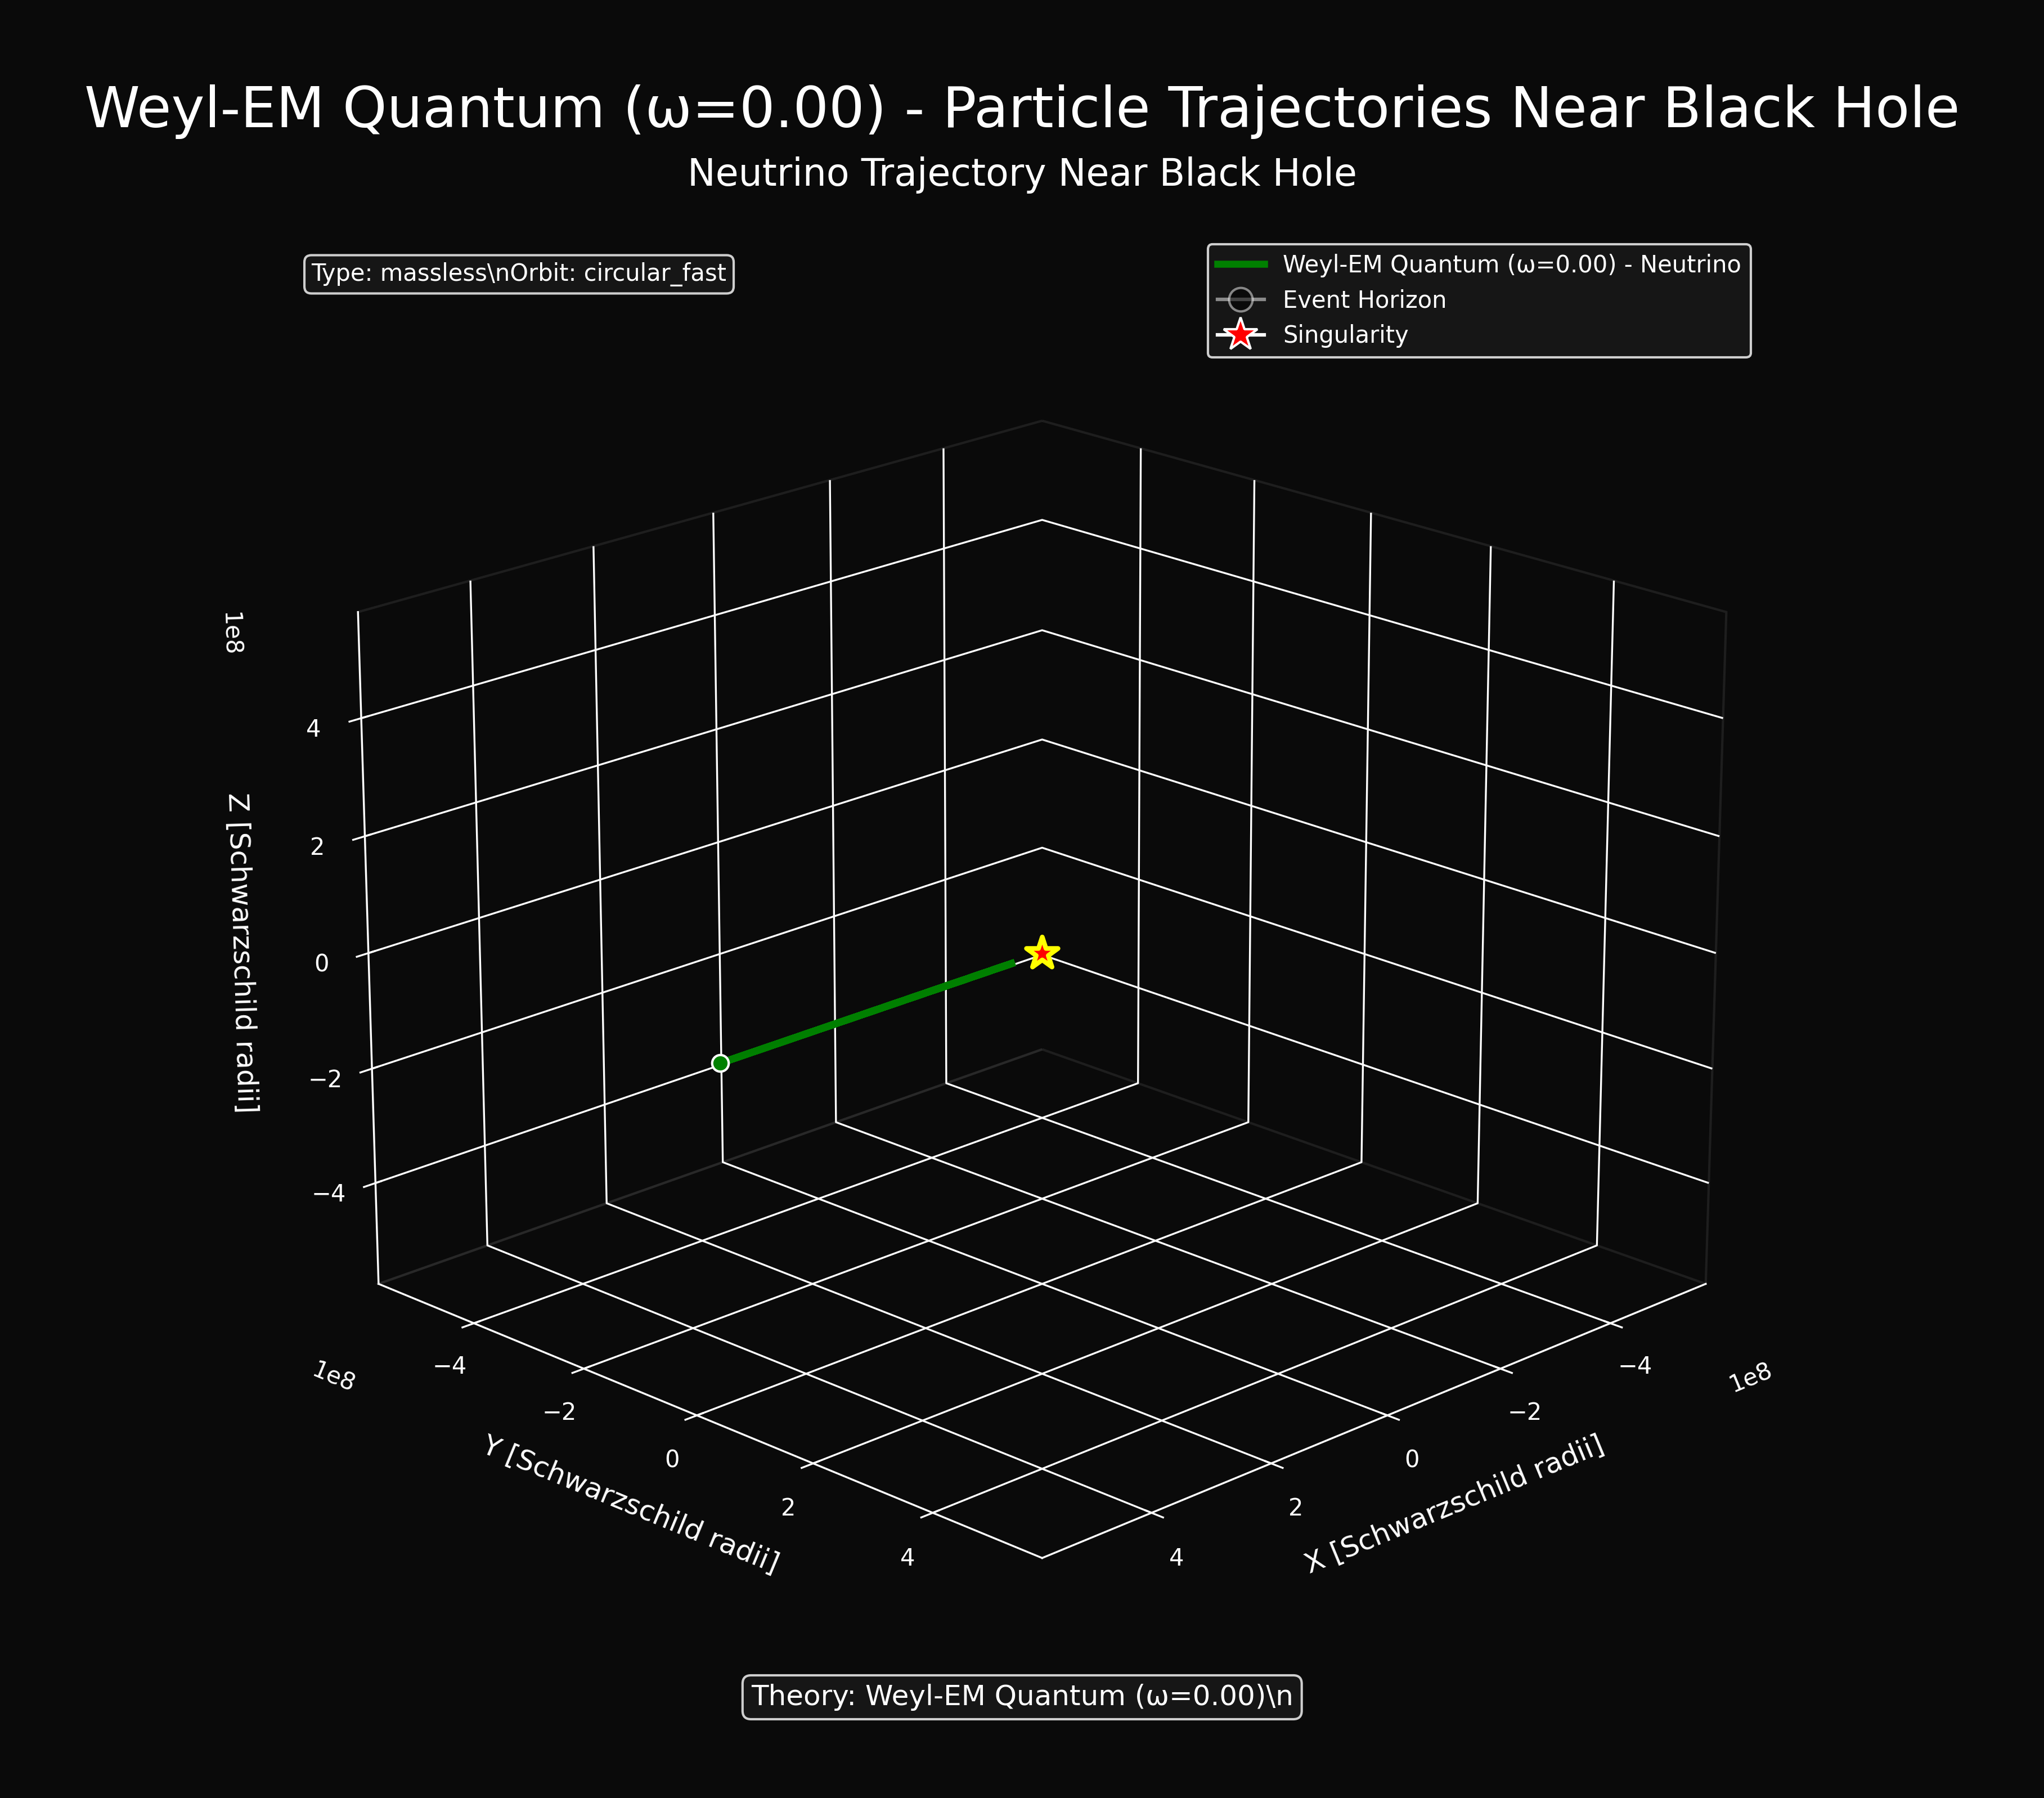 Weyl-EM Quantum (ω=0.00) - Particle Trajectories Near Black Hole
Neutrino Trajectory Near Black Hole
Type: massless\nOrbit: circular_fast
Weyl-EM Quantum (ω=0.00) - Neutrino
Event Horizon
Singularity
1e8
4
2
0
−2
−4
Z [Schwarzschild radii]
1e8
−4
−2
0
2
4
Y [Schwarzschild radii]
4
2
0
−2
−4
1e8
X [Schwarzschild radii]
Theory: Weyl-EM Quantum (ω=0.00)\n